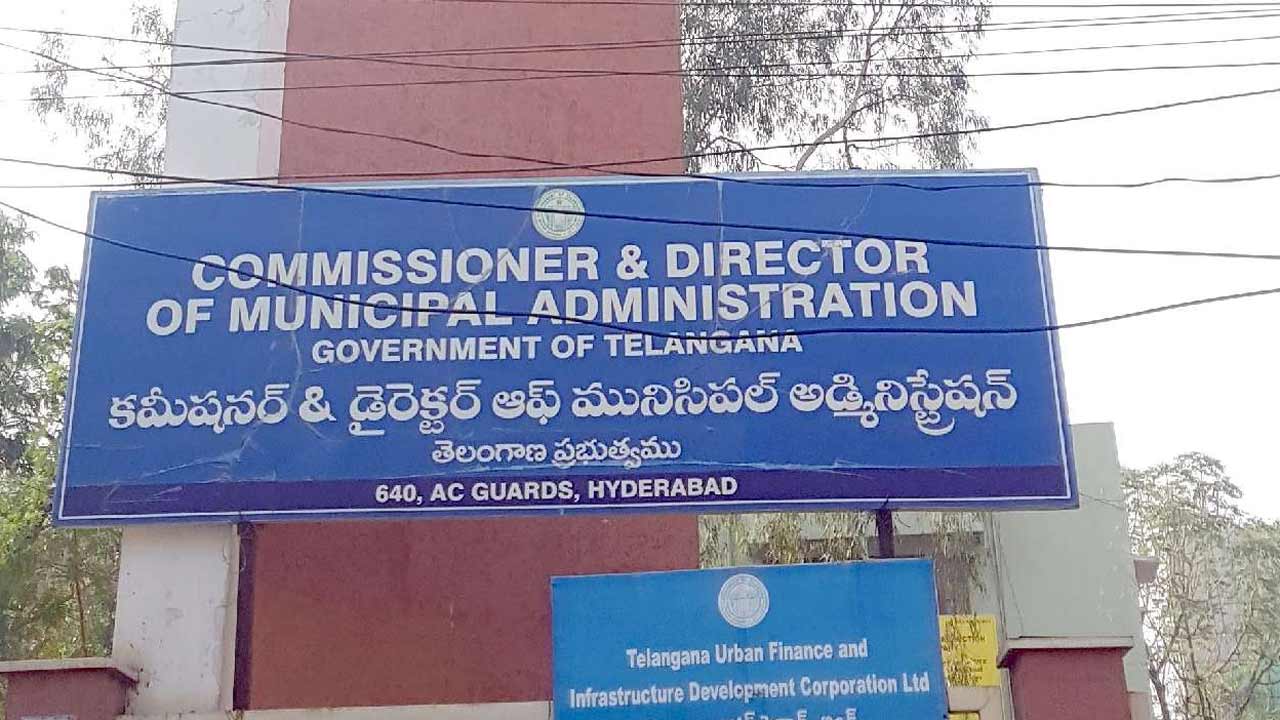 COMMISSIONER & DIRECTOR
OF MUNICIPAL ADMINISTRATION
GOVERNMENT OF TELANGANA
కమీషనర్ & డైరెక్టర్ ఆఫ్ మునిసిపల్ అడ్మినిస్ట్రేషన్
తెలంగాణ ప్రభుత్వము
640, AC GUARDS, HYDERABAD
Telangana Urban Finance and
Infrastructure Development Corporation Ltd